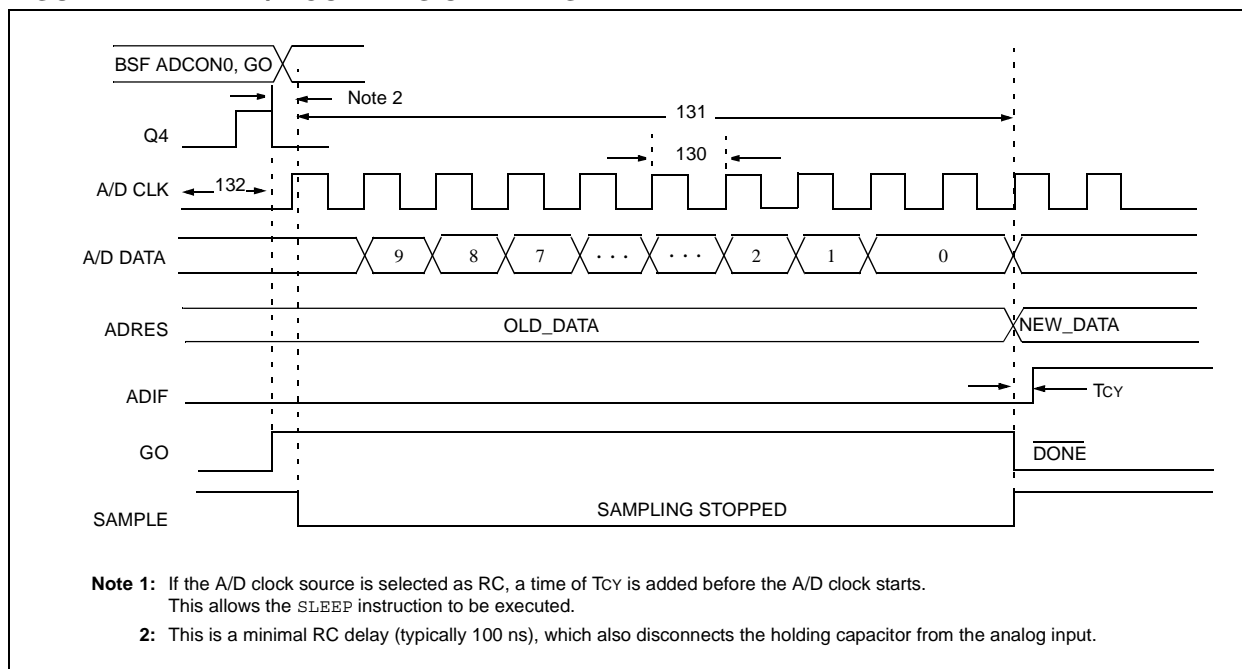 BSF ADCON0, GO
Note 2
131
Q4
130
A/D CLK
132
A/D DATA
9 8 7 · · · · · · 2 1 0
ADRES
OLD_DATA
NEW_DATA
ADIF
TCY
GO
DONE
SAMPLE
SAMPLING STOPPED
Note 1: If the A/D clock source is selected as RC, a time of TCY is added before the A/D clock starts.
This allows the SLEEP instruction to be executed.
2: This is a minimal RC delay (typically 100 ns), which also disconnects the holding capacitor from the analog input.